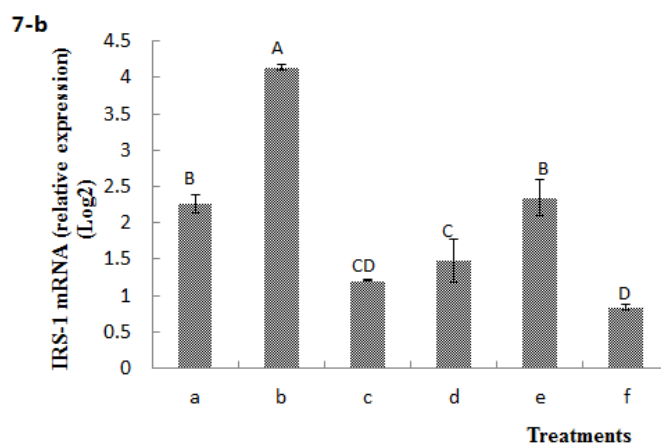 7-b
IRS-1 mRNA (relative expression)
(Log2)
4.5
4
3.5
3
2.5
2
1.5
1
0.5
0
B
A
CD
C
B
D
a b c d e f
Treatments